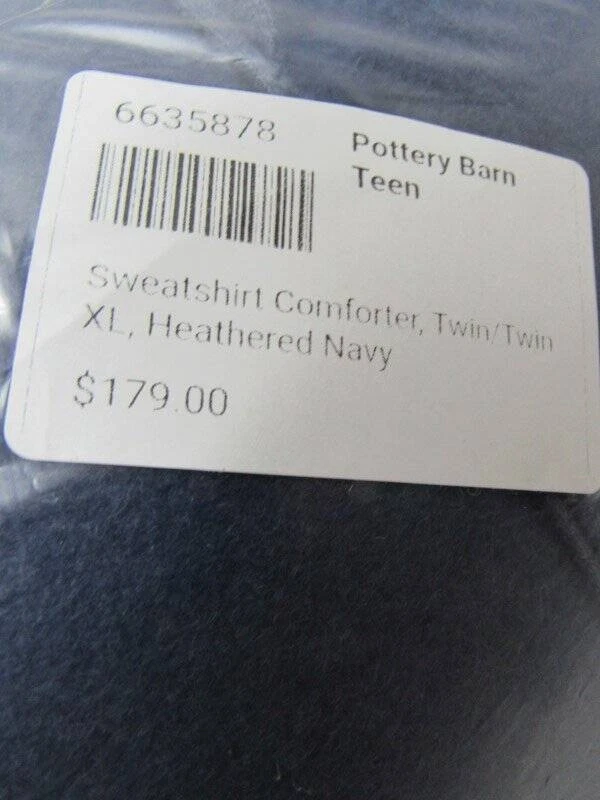 6635878
Pottery Barn
Teen
Sweatshirt Comforter, Twin/Twin
XL, Heathered Navy
$179.00